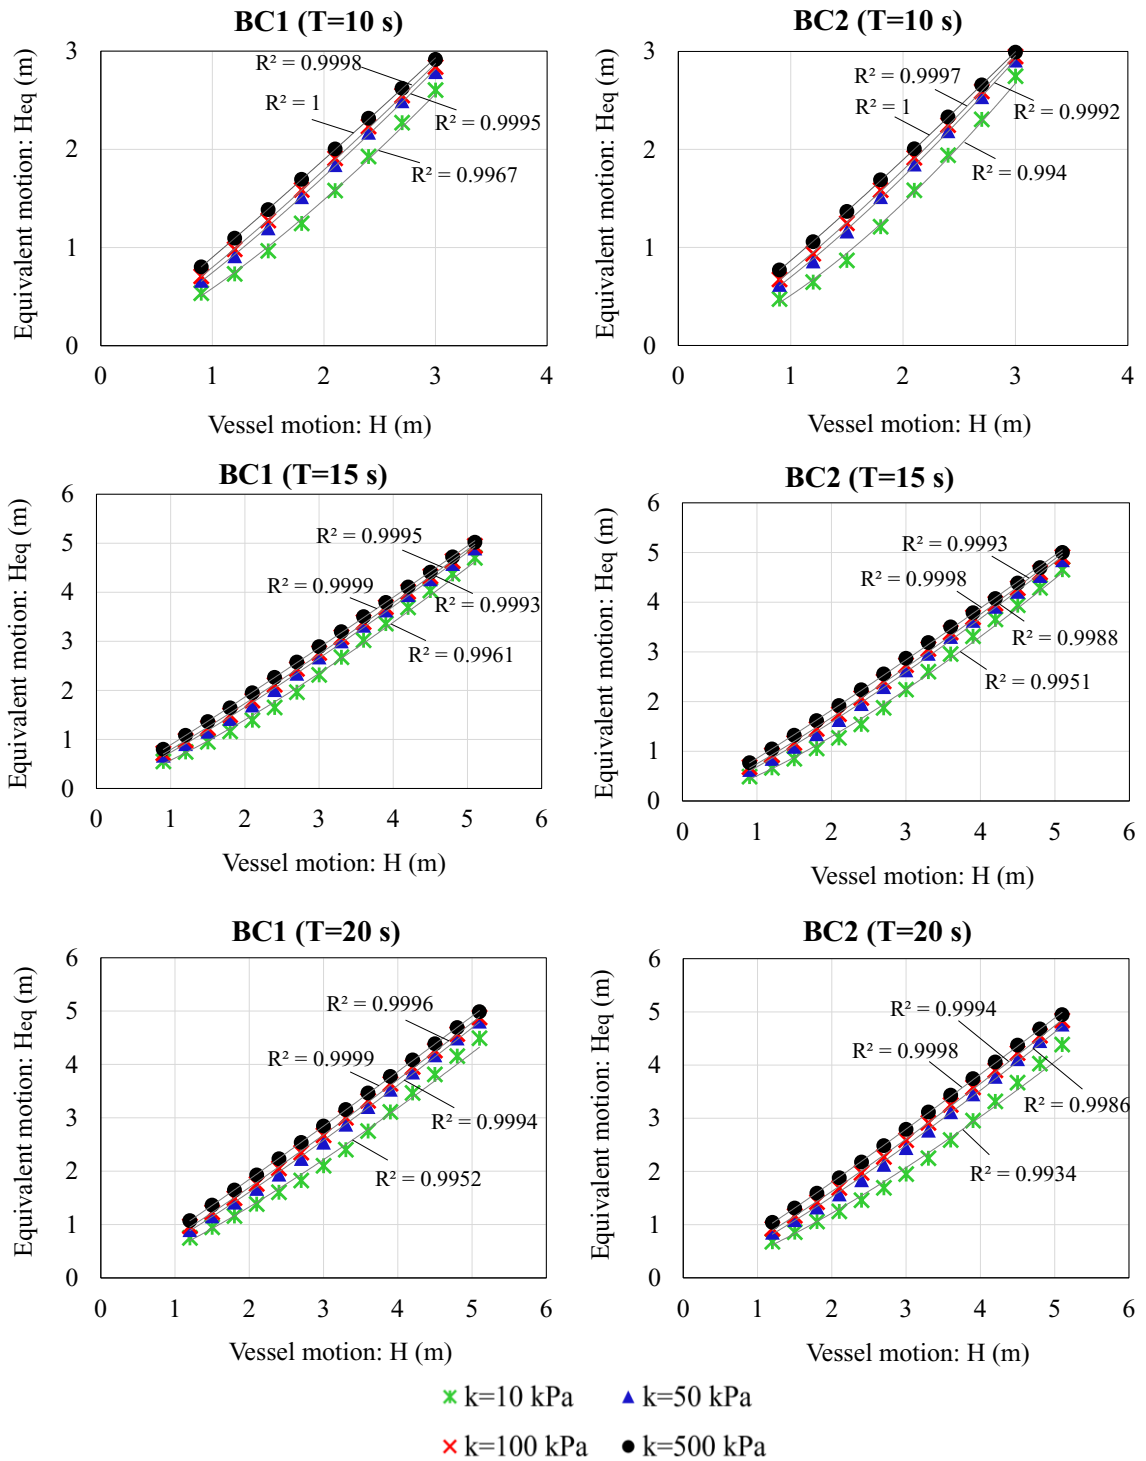 BC1 (T=10 s)
Equivalent motion: Heq (m)
3
2
1
0
R² = 0.9998
R² = 1
R² = 0.9995
R² = 0.9967
0 1 2 3 4
Vessel motion: H (m)
BC2 (T=10 s)
Equivalent motion: Heq (m)
3
2
1
0
R² = 0.9997
R² = 1
R² = 0.9992
R² = 0.994
0 1 2 3 4
Vessel motion: H (m)
BC1 (T=15 s)
Equivalent motion: Heq (m)
6
5
4
3
2
1
0
R² = 0.9995
R² = 0.9999
R² = 0.9993
R² = 0.9961
0 1 2 3 4 5 6
Vessel motion: H (m)
BC2 (T=15 s)
Equivalent motion: Heq (m)
6
5
4
3
2
1
0
R² = 0.9993
R² = 0.9998
R² = 0.9988
R² = 0.9951
0 1 2 3 4 5 6
Vessel motion: H (m)
BC1 (T=20 s)
Equivalent motion: Heq (m)
6
5
4
3
2
1
0
R² = 0.9996
R² = 0.9999
R² = 0.9994
R² = 0.9952
0 1 2 3 4 5 6
Vessel motion: H (m)
BC2 (T=20 s)
Equivalent motion: Heq (m)
6
5
4
3
2
1
0
R² = 0.9994
R² = 0.9998
R² = 0.9986
R² = 0.9934
0 1 2 3 4 5 6
Vessel motion: H (m)
k=10 kPa k=50 kPa
k=100 kPa k=500 kPa